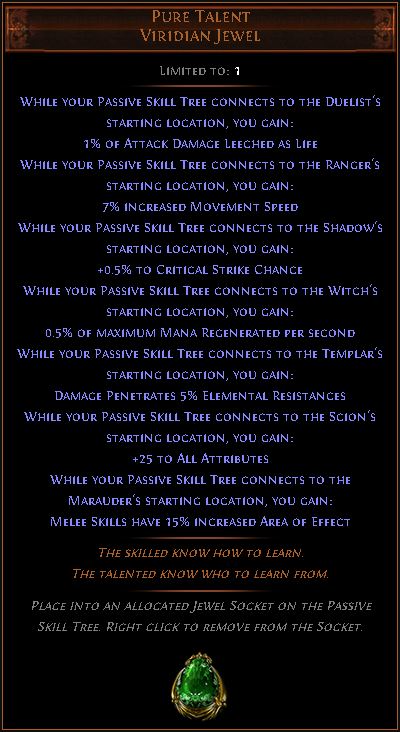 Pure Talent
Viridian Jewel
Limited to: 1
While your Passive Skill Tree connects to the Duelist's
starting location, you gain:
1% of Attack Damage Leeched as Life
While your Passive Skill Tree connects to the Ranger's
starting location, you gain:
7% increased Movement Speed
While your Passive Skill Tree connects to the Shadow's
starting location, you gain:
+0.5% to Critical Strike Chance
While your Passive Skill Tree connects to the Witch's
starting location, you gain:
0.5% of maximum Mana Regenerated per second
While your Passive Skill Tree connects to the Templar's
starting location, you gain:
Damage Penetrates 5% Elemental Resistances
While your Passive Skill Tree connects to the Scion's
starting location, you gain:
+25 to All Attributes
While your Passive Skill Tree connects to the
Marauder's starting location, you gain:
Melee Skills have 15% increased Area of Effect
The skilled know how to learn.
The talented know who to learn from.
Place into an allocated Jewel Socket on the Passive
Skill Tree. Right click to remove from the Socket.